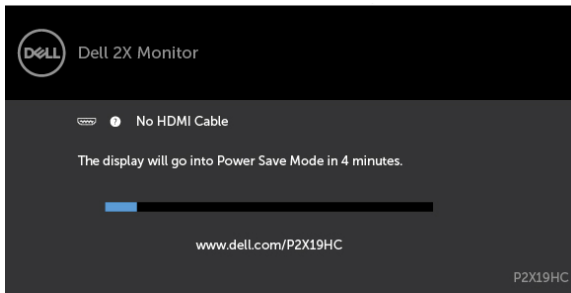 DELL
Dell 2X Monitor
? No HDMI Cable
The display will go into Power Save Mode in 4 minutes.
www.dell.com/P2X19HC
P2X19HC